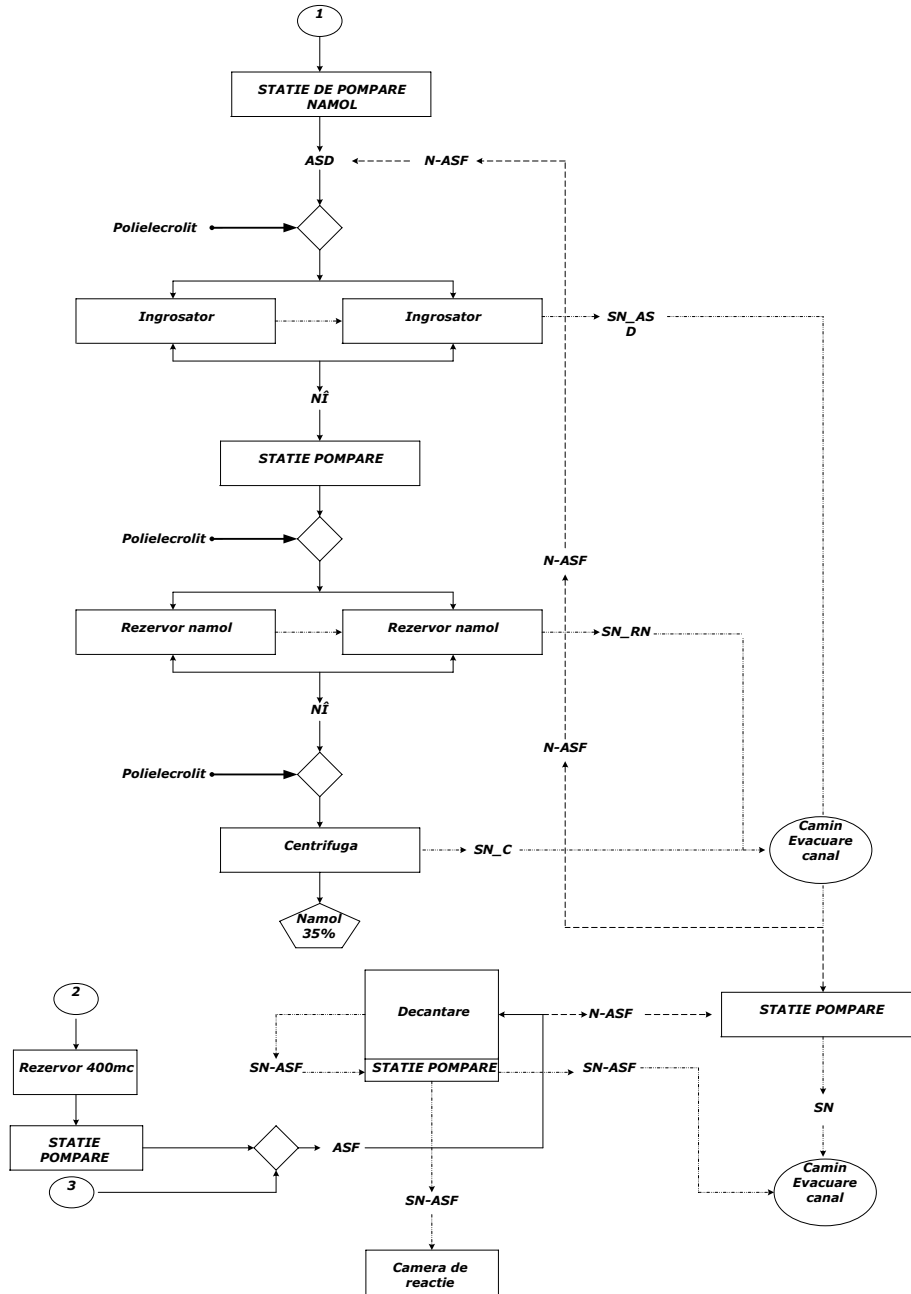 1
STATIE DE POMPARE
NAMOL
ASD
N-ASF
Polielecrolit
Ingrosator
Ingrosator
SN_AS
D
NÎ
STATIE POMPARE
Polielecrolit
N-ASF
Rezervor namol
Rezervor namol
SN_RN
NÎ
N-ASF
Polielecrolit
Centrifuga
SN_C
Camin
Evacuare
canal
Namol
35%
2
Decantare
N-ASF
STATIE POMPARE
Rezervor 400mc
SN-ASF
STATIE POMPARE
SN-ASF
SN
STATIE
POMPARE
ASF
3
Camin
Evacuare
canal
SN-ASF
Camera de
reactie